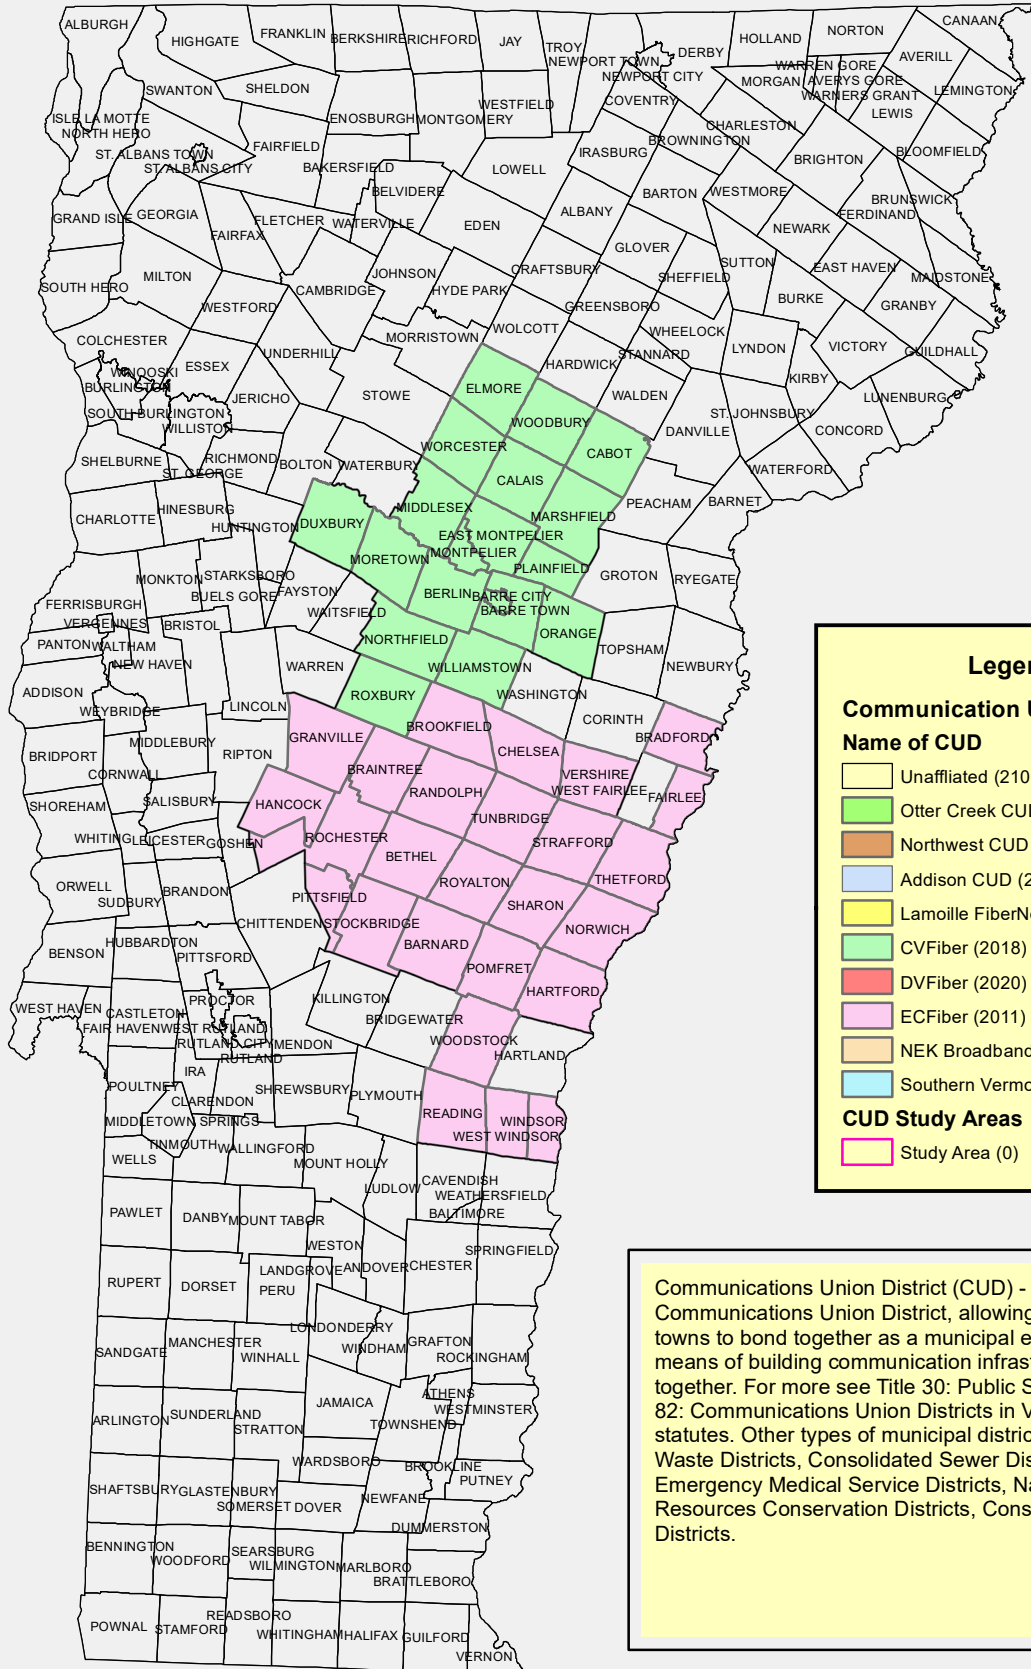 ALBURGH
HIGHGATE
FRANKLIN
BERKSHIRE
RICHFORD
JAY
TROY
NEWPORT TOWN
NEWPORT CITY
DERBY
HOLLAND
NORTON
CANAAN
WARREN GORE
AVERILL
MORGAN
AVERYS GORE
WARNERS GRANT
LEMINGTON
LEWIS
SWANTON
SHELDON
ENOSBURGH
MONTGOMERY
WESTFIELD
COVENTRY
CHARLESTON
BROWNINGTON
ISLE LA MOTTE
NORTH HERO
ST. ALBANS TOWN
ST. ALBANS CITY
FAIRFIELD
BAKERSFIELD
LOWELL
IRASBURG
BRIGHTON
BLOOMFIELD
BELVIDERE
BARTON
WESTMORE
BRUNSWICK
FERDINAND
GRAND ISLE
GEORGIA
FAIRFAX
FLETCHER
WATERVILLE
EDEN
ALBANY
NEWARK
GLOVER
SUTTON
EAST HAVEN
MAIDSTONE
SOUTH HERO
MILTON
CAMBRIDGE
JOHNSON
HYDE PARK
CRAFTSBURY
SHEFFIELD
BURKE
GRANBY
WESTFORD
GREENSBORO
MORRISTOWN
WOLCOTT
WHEELOCK
COLCHESTER
UNDERHILL
STANNARD
LYNDON
VICTORY
GUILDHALL
WINOOSKI
ESSEX
HARDWICK
KIRBY
BURLINGTON
JERICHO
STOWE
ELMORE
WALDEN
LUNENBURG
SOUTH BURLINGTON
WILLISTON
WOODBURY
ST. JOHNSBURY
DANVILLE
CONCORD
SHELBURNE
ST. GEORGE
RICHMOND
BOLTON
WATERBURY
WORCESTER
CABOT
WATERFORD
CALAIS
CHARLOTTE
HINESBURG
HUNTINGTON
DUXBURY
MIDDLESEX
MARSHFIELD
PEACHAM
BARNET
EAST MONTPELIER
MONTPELIER
MORETOWN
PLAINFIELD
GROTON
RYEGATE
MONKTON
STARKSBORO
BUELS GORE
FAYSTON
BERLIN
BARRE CITY
BARRE TOWN
FERRISBURGH
VERGENNES
BRISTOL
WAITSFIELD
NORTHFIELD
ORANGE
TOPSHAM
PANTON
WALTHAM
NEW HAVEN
WARREN
WILLIAMSTOWN
NEWBURY
ADDISON
WEYBRIDGE
LINCOLN
ROXBURY
WASHINGTON
CORINTH
BRIDPORT
MIDDLEBURY
RIPTON
GRANVILLE
BROOKFIELD
CHELSEA
BRADFORD
CORNWALL
BRAINTREE
RANDOLPH
VERSHIRE
WEST FAIRLEE
FAIRLEE
SHOREHAM
SALISBURY
HANCOCK
TUNBRIDGE
WHITING
LEICESTER
GOSHEN
ROCHESTER
BETHEL
STRAFFORD
ORWELL
SUDBURY
BRANDON
PITTSFIELD
ROYALTON
THETFORD
SHARON
CHITTENDEN
STOCKBRIDGE
BARNARD
NORWICH
BENSON
HUBBARDTON
PITTSFORD
POMFRET
HARTFORD
WEST HAVEN
CASTLETON
PROCTOR
KILLINGTON
BRIDGEWATER
FAIR HAVEN
WEST RUTLAND
RUTLAND CITY
RUTLAND
MENDON
WOODSTOCK
HARTLAND
POULTNEY
IRA
CLARENDON
SHREWSBURY
PLYMOUTH
READING
WINDSOR
WEST WINDSOR
MIDDLETOWN SPRINGS
TINMOUTH
WALLINGFORD
WELLS
MOUNT HOLLY
LUDLOW
CAVENDISH
WEATHERSFIELD
BALTIMORE
PAWLET
DANBY
MOUNT TABOR
WESTON
SPRINGFIELD
LANDGROVE
ANDOVER
CHESTER
RUPERT
DORSET
PERU
LONDONDERRY
WINDHAM
GRAFTON
ROCKINGHAM
SANDGATE
MANCHESTER
WINHALL
JAMAICA
ATHENS
WESTMINSTER
ARLINGTON
SUNDERLAND
STRATTON
TOWNSHEND
WARDSBORO
BROOKLINE
PUTNEY
SHAFTSBURY
GLASTENBURY
SOMERSET
DOVER
NEWFANE
DUMMERSTON
BENNINGTON
WOODFORD
SEARSBURG
WILMINGTON
MARLBORO
BRATTLEBORO
POWNAL
STAMFORD
READSBORO
WHITINGHAM
HALIFAX
GUILFORD
VERNON
Legen
Communication U
Name of CUD
Unaffliated (210
Otter Creek CUD
Northwest CUD
Addison CUD (2
Lamoille FiberNe
CVFiber (2018)
DVFiber (2020)
ECFiber (2011)
NEK Broadband
Southern Vermo
CUD Study Areas
Study Area (0)
Communications Union District (CUD) -
Communications Union District, allowing
towns to bond together as a municipal e
means of building communication infrast
together. For more see Title 30: Public S
82: Communications Union Districts in V
statutes. Other types of municipal distric
Waste Districts, Consolidated Sewer Dis
Emergency Medical Service Districts, Na
Resources Conservation Districts, Cons
Districts.